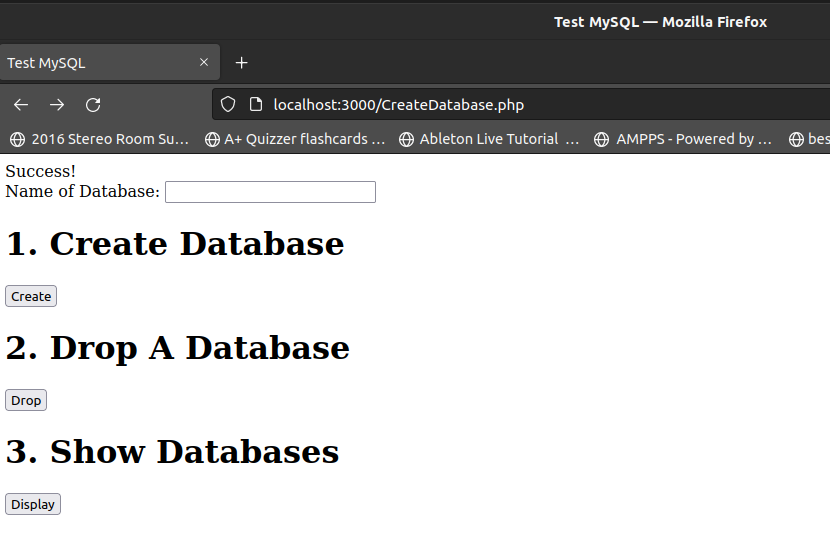 Test MySQL — Mozilla Firefox
Test MySQL
localhost:3000/CreateDatabase.php
2016 Stereo Room Su… A+ Quizzer flashcards … Ableton Live Tutorial … AMPPS - Powered by … bes
Success!
Name of Database:
1. Create Database
Create
2. Drop A Database
Drop
3. Show Databases
Display